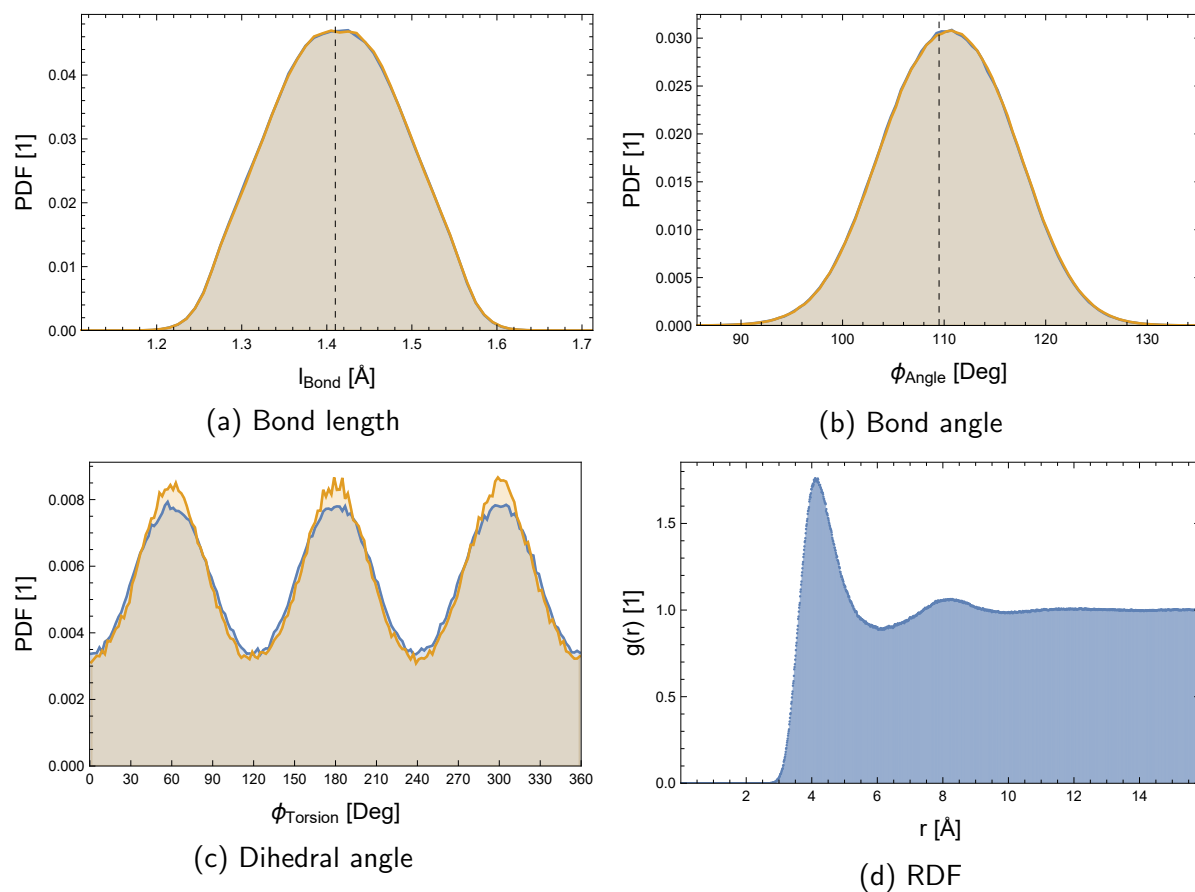 PDF [1]
0.04
0.03
0.02
0.01
0.00
1.2 1.3 1.4 1.5 1.6 1.7
l_Bond [Å]
(a) Bond length
PDF [1]
0.030
0.025
0.020
0.015
0.010
0.005
0.000
90 100 110 120 130
ϕ_Angle [Deg]
(b) Bond angle
PDF [1]
0.008
0.006
0.004
0.002
0.000
0 30 60 90 120 150 180 210 240 270 300 330 360
ϕ_Torsion [Deg]
(c) Dihedral angle
g(r) [1]
1.5
1.0
0.5
0.0
2 4 6 8 10 12 14
r [Å]
(d) RDF